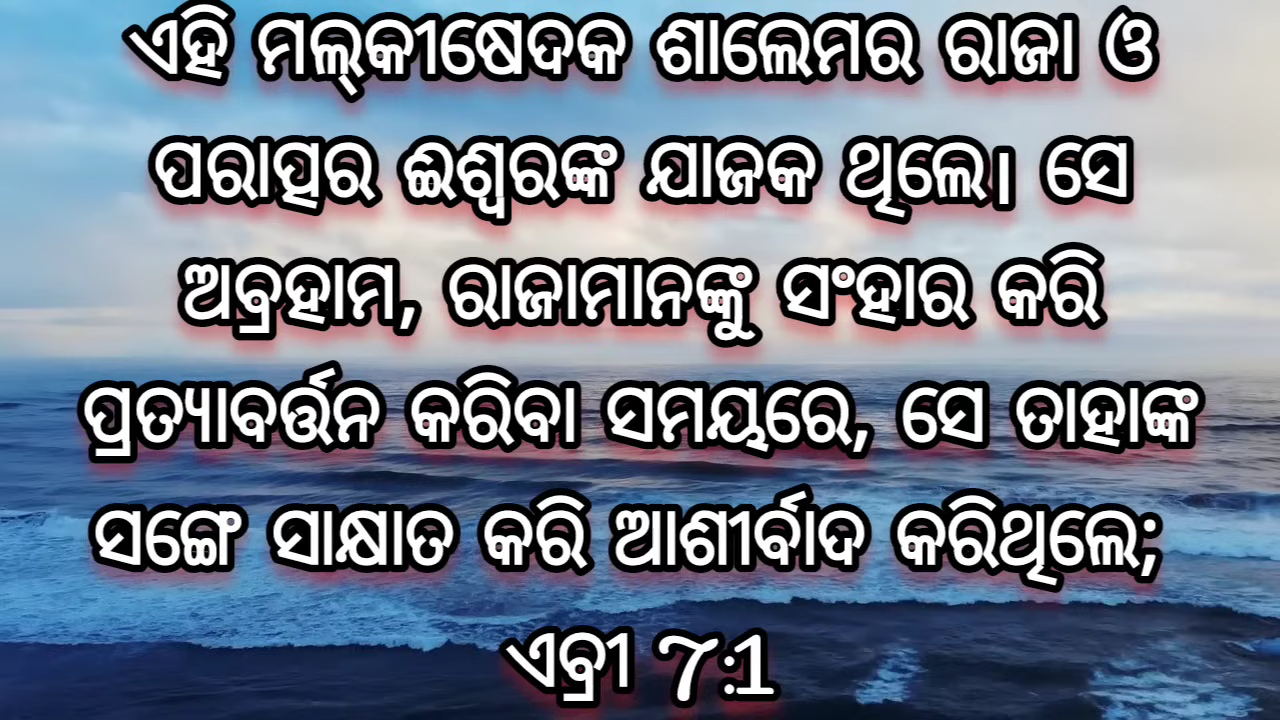 ଏହି ମଲ୍‌କୀଷେଦକ ଶାଲେମର ରାଜା ଓ
ପରାତ୍ପର ଈଶ୍ୱରଙ୍କ ଯାଜକ ଥିଲେ। ସେ
ଅବ୍ରହାମ, ରାଜାମାନଙ୍କୁ ସଂହାର କରି
ପ୍ରତ୍ୟାବର୍ତ୍ତନ କରିବା ସମୟରେ, ସେ ତାହାଙ୍କ
ସଙ୍ଗେ ସାକ୍ଷାତ କରି ଆଶୀର୍ବାଦ କରିଥିଲେ;
ଏବ୍ରୀ 7:1